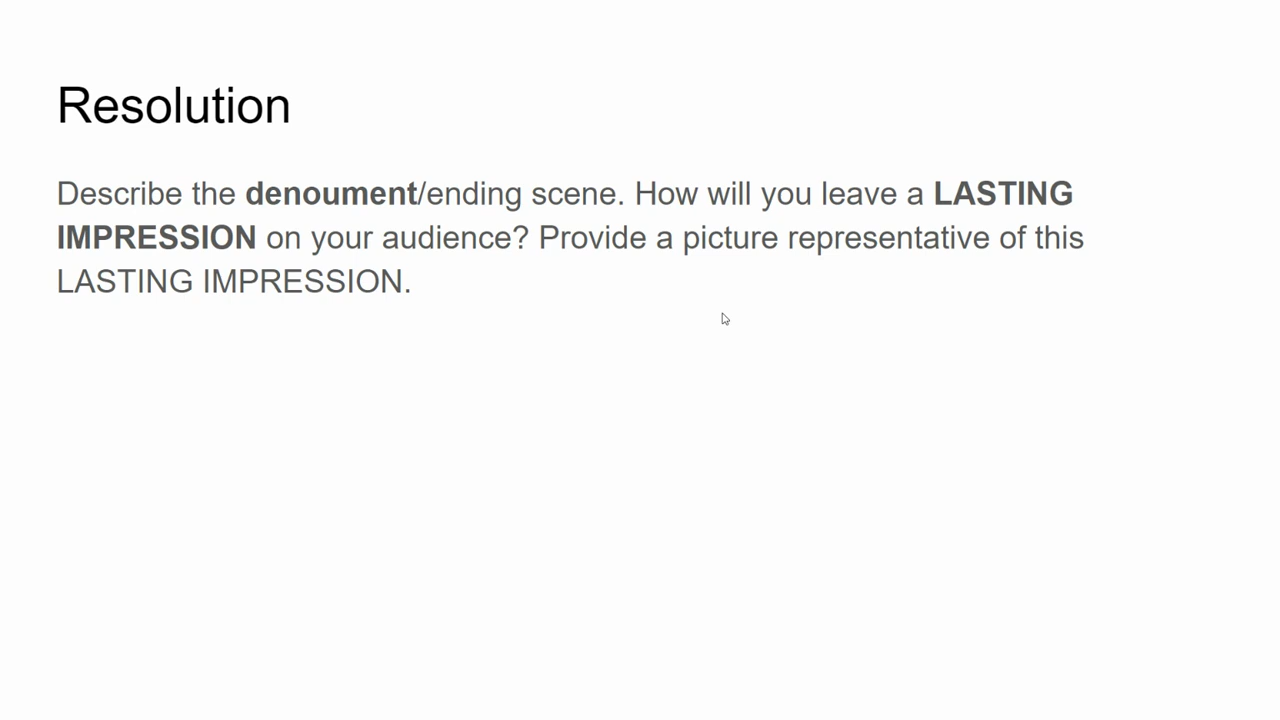 Resolution
Describe the denoument/ending scene. How will you leave a LASTING
IMPRESSION on your audience? Provide a picture representative of this
LASTING IMPRESSION.